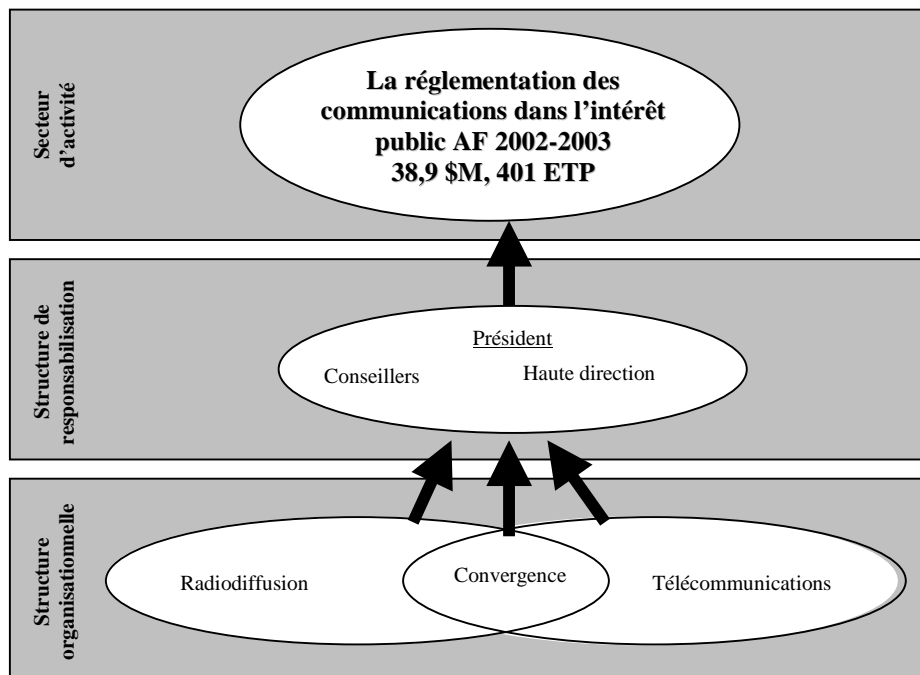 Secteur
d’activité
La réglementation des
communications dans l’intérêt
public AF 2002-2003
38,9 $M, 401 ETP
Structure de
responsabilisation
Président
Conseillers
Haute direction
Structure
organisationnelle
Radiodiffusion
Convergence
Télécommunications